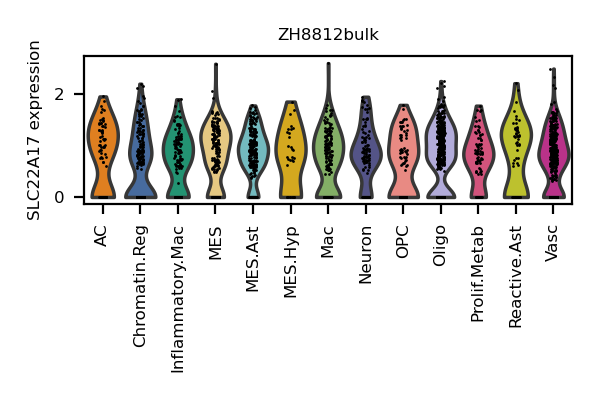 ZH8812bulk
SLC22A17 expression
2
0
AC
Chromatin.Reg
Inflammatory.Mac
MES
MES.Ast
MES.Hyp
Mac
Neuron
OPC
Oligo
Prolif.Metab
Reactive.Ast
Vasc